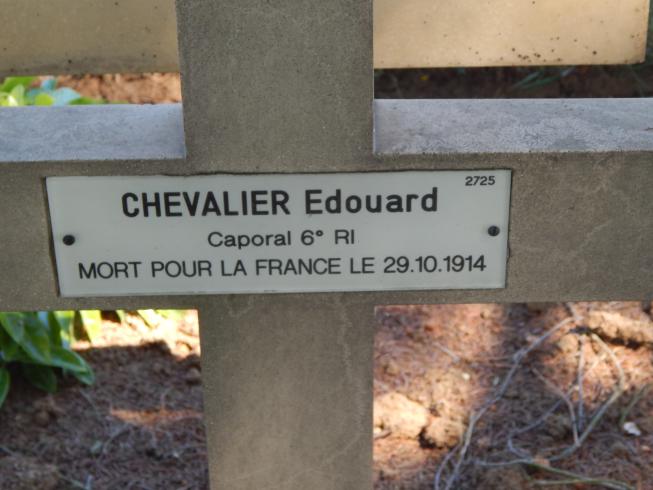 2725
CHEVALIER Edouard
Caporal 6° RI
MORT POUR LA FRANCE LE 29.10.1914